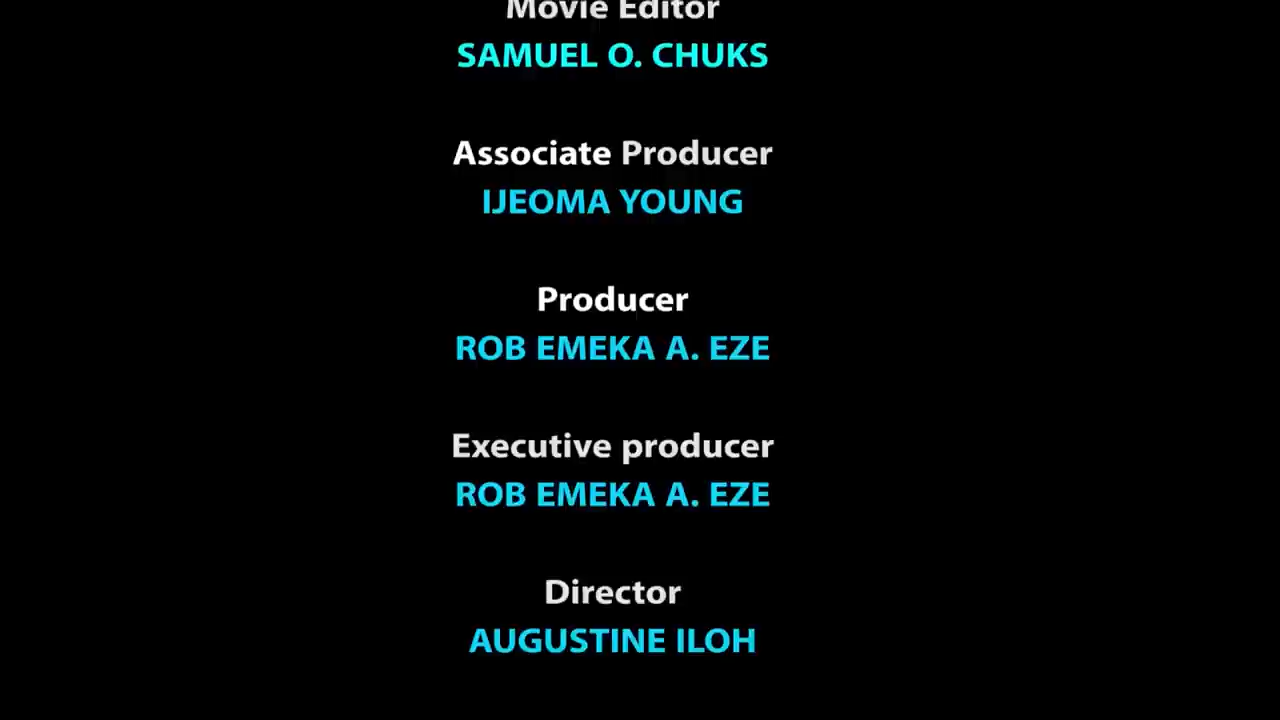 Movie Editor
SAMUEL O. CHUKS
Associate Producer
IJEOMA YOUNG
Producer
ROB EMEKA A. EZE
Executive producer
ROB EMEKA A. EZE
Director
AUGUSTINE ILOH